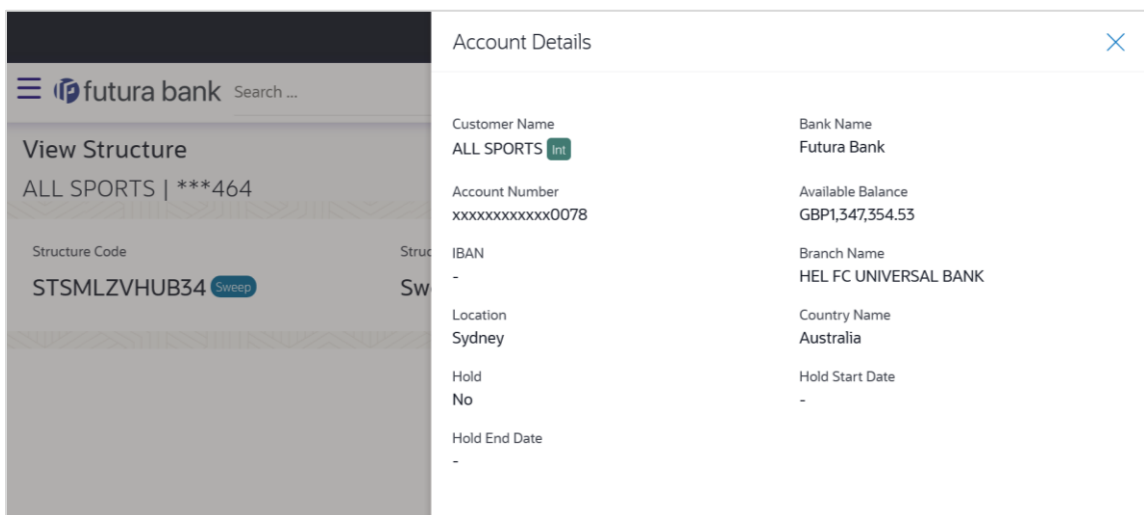 futura bank
Search ...
View Structure
ALL SPORTS | ***464
Structure Code
STSMLZVHUB34 Sweep
Struc
Sw
Account Details
Customer Name
ALL SPORTS Int
Bank Name
Futura Bank
Account Number
xxxxxxxxxxxx0078
Available Balance
GBP1,347,354.53
IBAN
-
Branch Name
HEL FC UNIVERSAL BANK
Location
Sydney
Country Name
Australia
Hold
No
Hold Start Date
-
Hold End Date
-